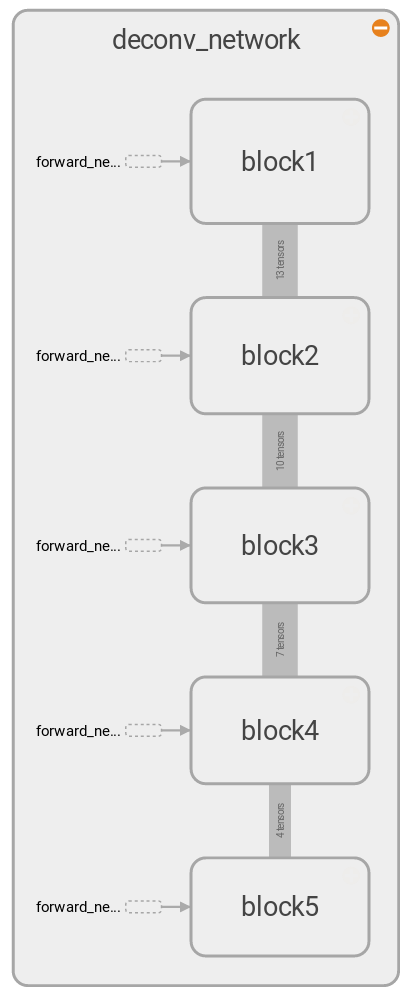 deconv_network
forward_ne...
block1
13 tensors
forward_ne...
block2
10 tensors
forward_ne...
block3
7 tensors
forward_ne...
block4
4 tensors
forward_ne...
block5